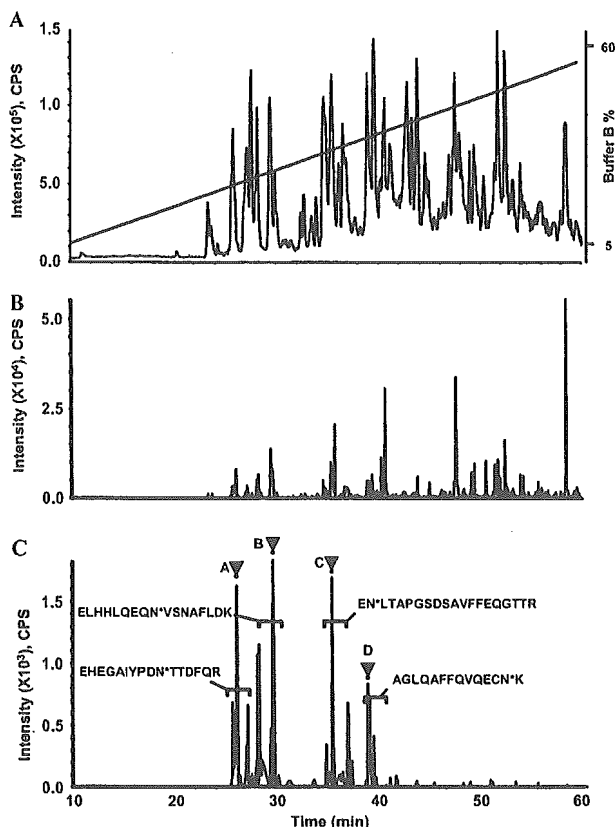 A
Intensity (X10⁵), CPS
1.5
1.0
5.0
0.0
60
5
Buffer B %
B
Intensity (X10⁴), CPS
5.0
2.5
0.0
C
Intensity (X10³), CPS
1.5
1.0
0.5
0.0
A
B
C
D
ELHHLQEQN*VSNAFLDK
EHEGAIYPDN*TTDFQR
EN*LTAPGSDSAVFFEQGTTR
AGLQAFFQVQECN*K
10
20
30
40
50
60
Time (min)